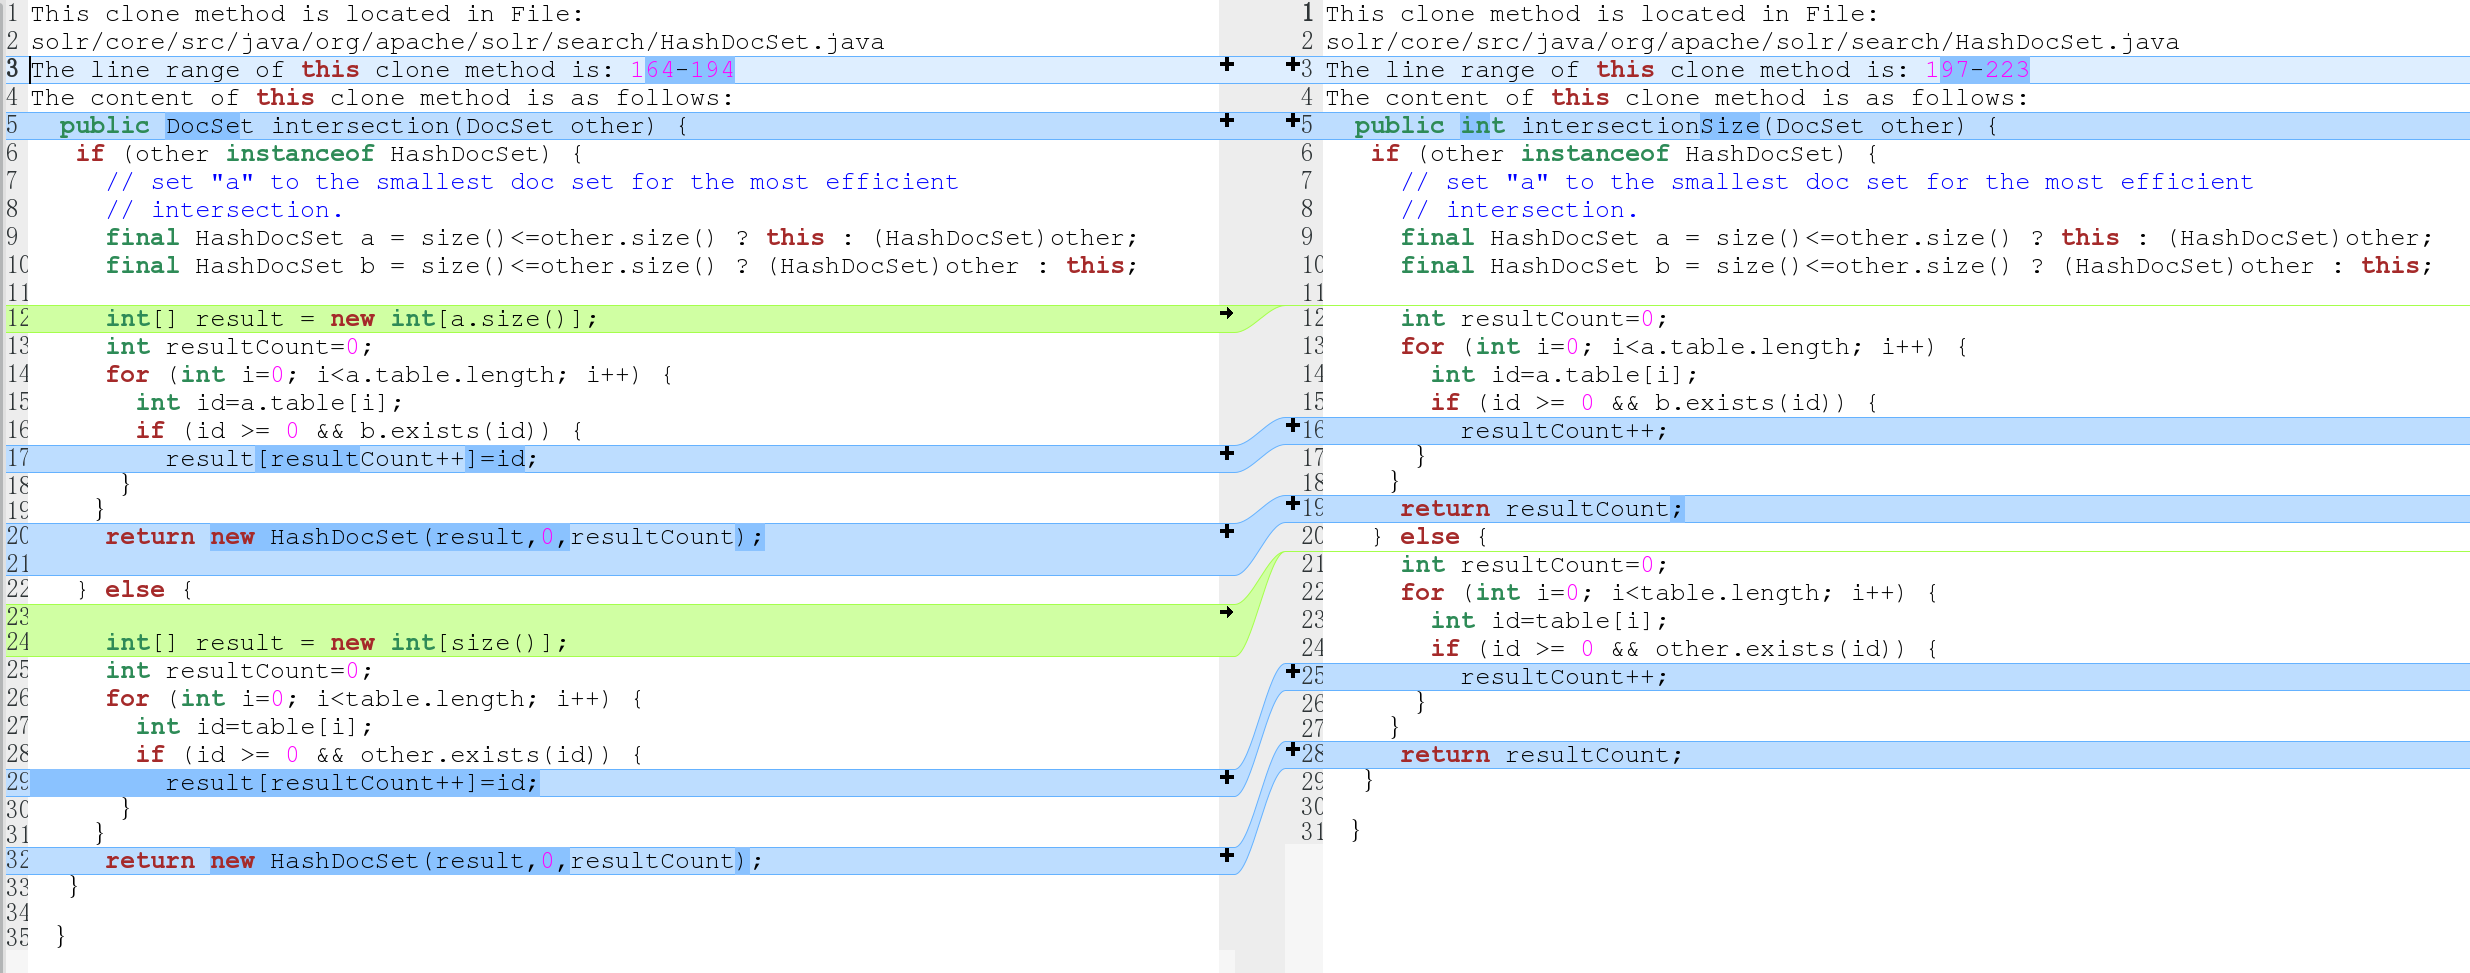 1 This clone method is located in File:
2 solr/core/src/java/org/apache/solr/search/HashDocSet.java
3 The line range of this clone method is: 164-194
4 The content of this clone method is as follows:
5 public DocSet intersection(DocSet other) {
6 if (other instanceof HashDocSet) {
7 // set "a" to the smallest doc set for the most efficient
8 // intersection.
9 final HashDocSet a = size()<=other.size() ? this : (HashDocSet)other;
10 final HashDocSet b = size()<=other.size() ? (HashDocSet)other : this;
11
12 int[] result = new int[a.size()];
13 int resultCount=0;
14 for (int i=0; i<a.table.length; i++) {
15 int id=a.table[i];
16 if (id >= 0 && b.exists(id)) {
17 result[resultCount++]=id;
18 }
19 }
20 return new HashDocSet(result,0,resultCount);
21
22 } else {
23
24 int[] result = new int[size()];
25 int resultCount=0;
26 for (int i=0; i<table.length; i++) {
27 int id=table[i];
28 if (id >= 0 && other.exists(id)) {
29 result[resultCount++]=id;
30 }
31 }
32 return new HashDocSet(result,0,resultCount);
33 }
34
35 }
1 This clone method is located in File:
2 solr/core/src/java/org/apache/solr/search/HashDocSet.java
3 The line range of this clone method is: 197-223
4 The content of this clone method is as follows:
5 public int intersectionSize(DocSet other) {
6 if (other instanceof HashDocSet) {
7 // set "a" to the smallest doc set for the most efficient
8 // intersection.
9 final HashDocSet a = size()<=other.size() ? this : (HashDocSet)other;
10 final HashDocSet b = size()<=other.size() ? (HashDocSet)other : this;
11
12 int resultCount=0;
13 for (int i=0; i<a.table.length; i++) {
14 int id=a.table[i];
15 if (id >= 0 && b.exists(id)) {
16 resultCount++;
17 }
18 }
19 return resultCount;
20 } else {
21 int resultCount=0;
22 for (int i=0; i<table.length; i++) {
23 int id=table[i];
24 if (id >= 0 && other.exists(id)) {
25 resultCount++;
26 }
27 }
28 return resultCount;
29 }
30
31 }